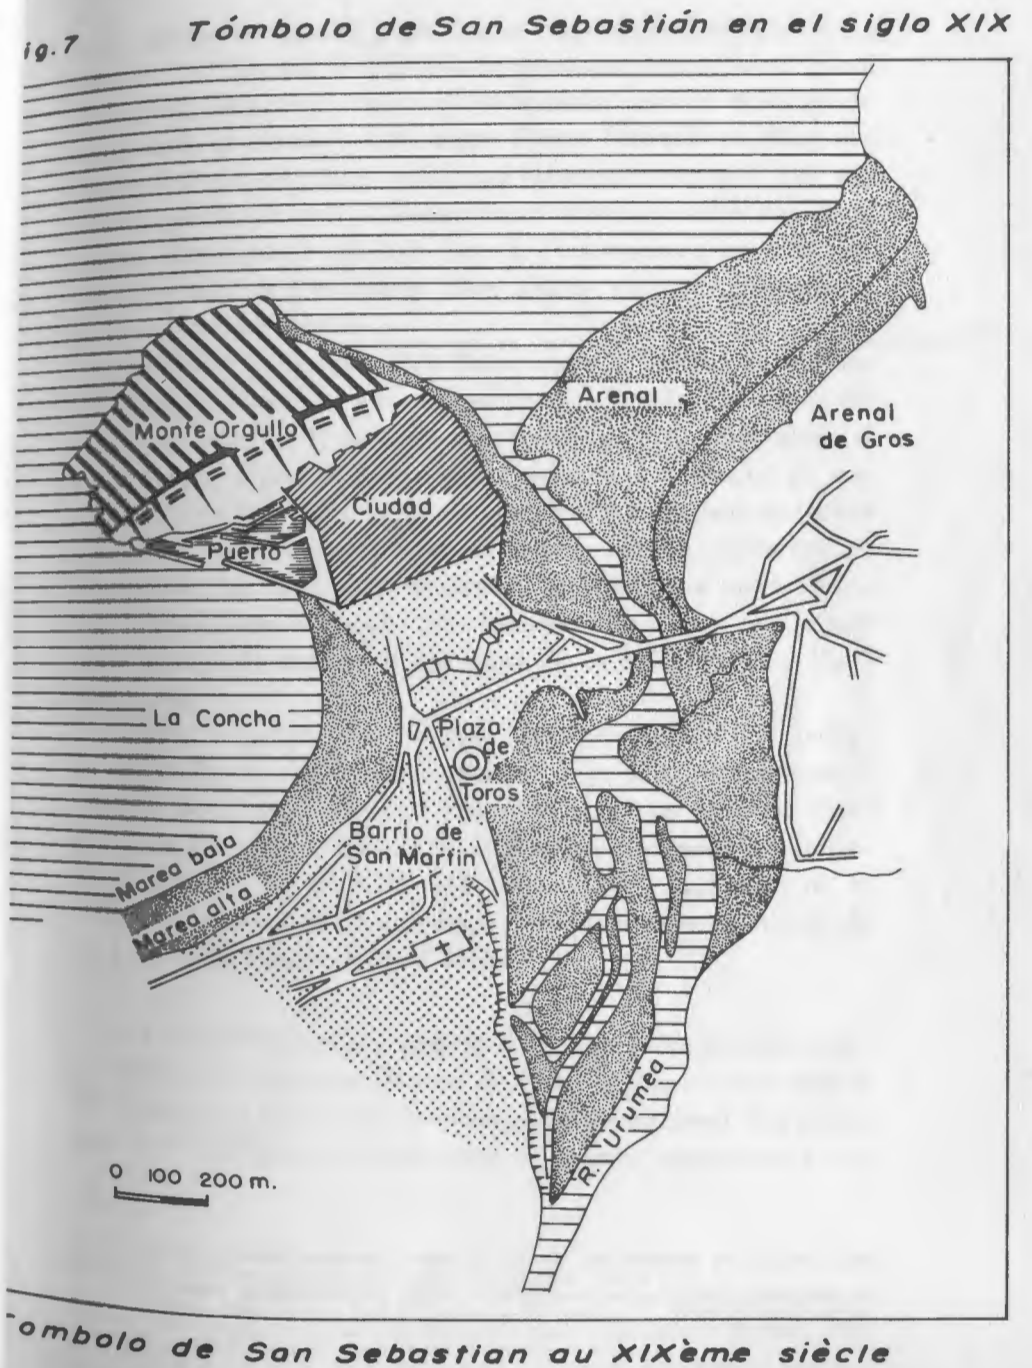 Tómbolo de San Sebastián en el siglo XIX
ig.7
Arenal
Arenal
de Gros
Monte Orgullo
Ciudad
Puerto
La Concha
Plaza
de
Toros
Barrio de
San Martín
Marea baja
Marea alta
R. Urumea
0 100 200 m.
ombolo de San Sebastian au XIXème siècle